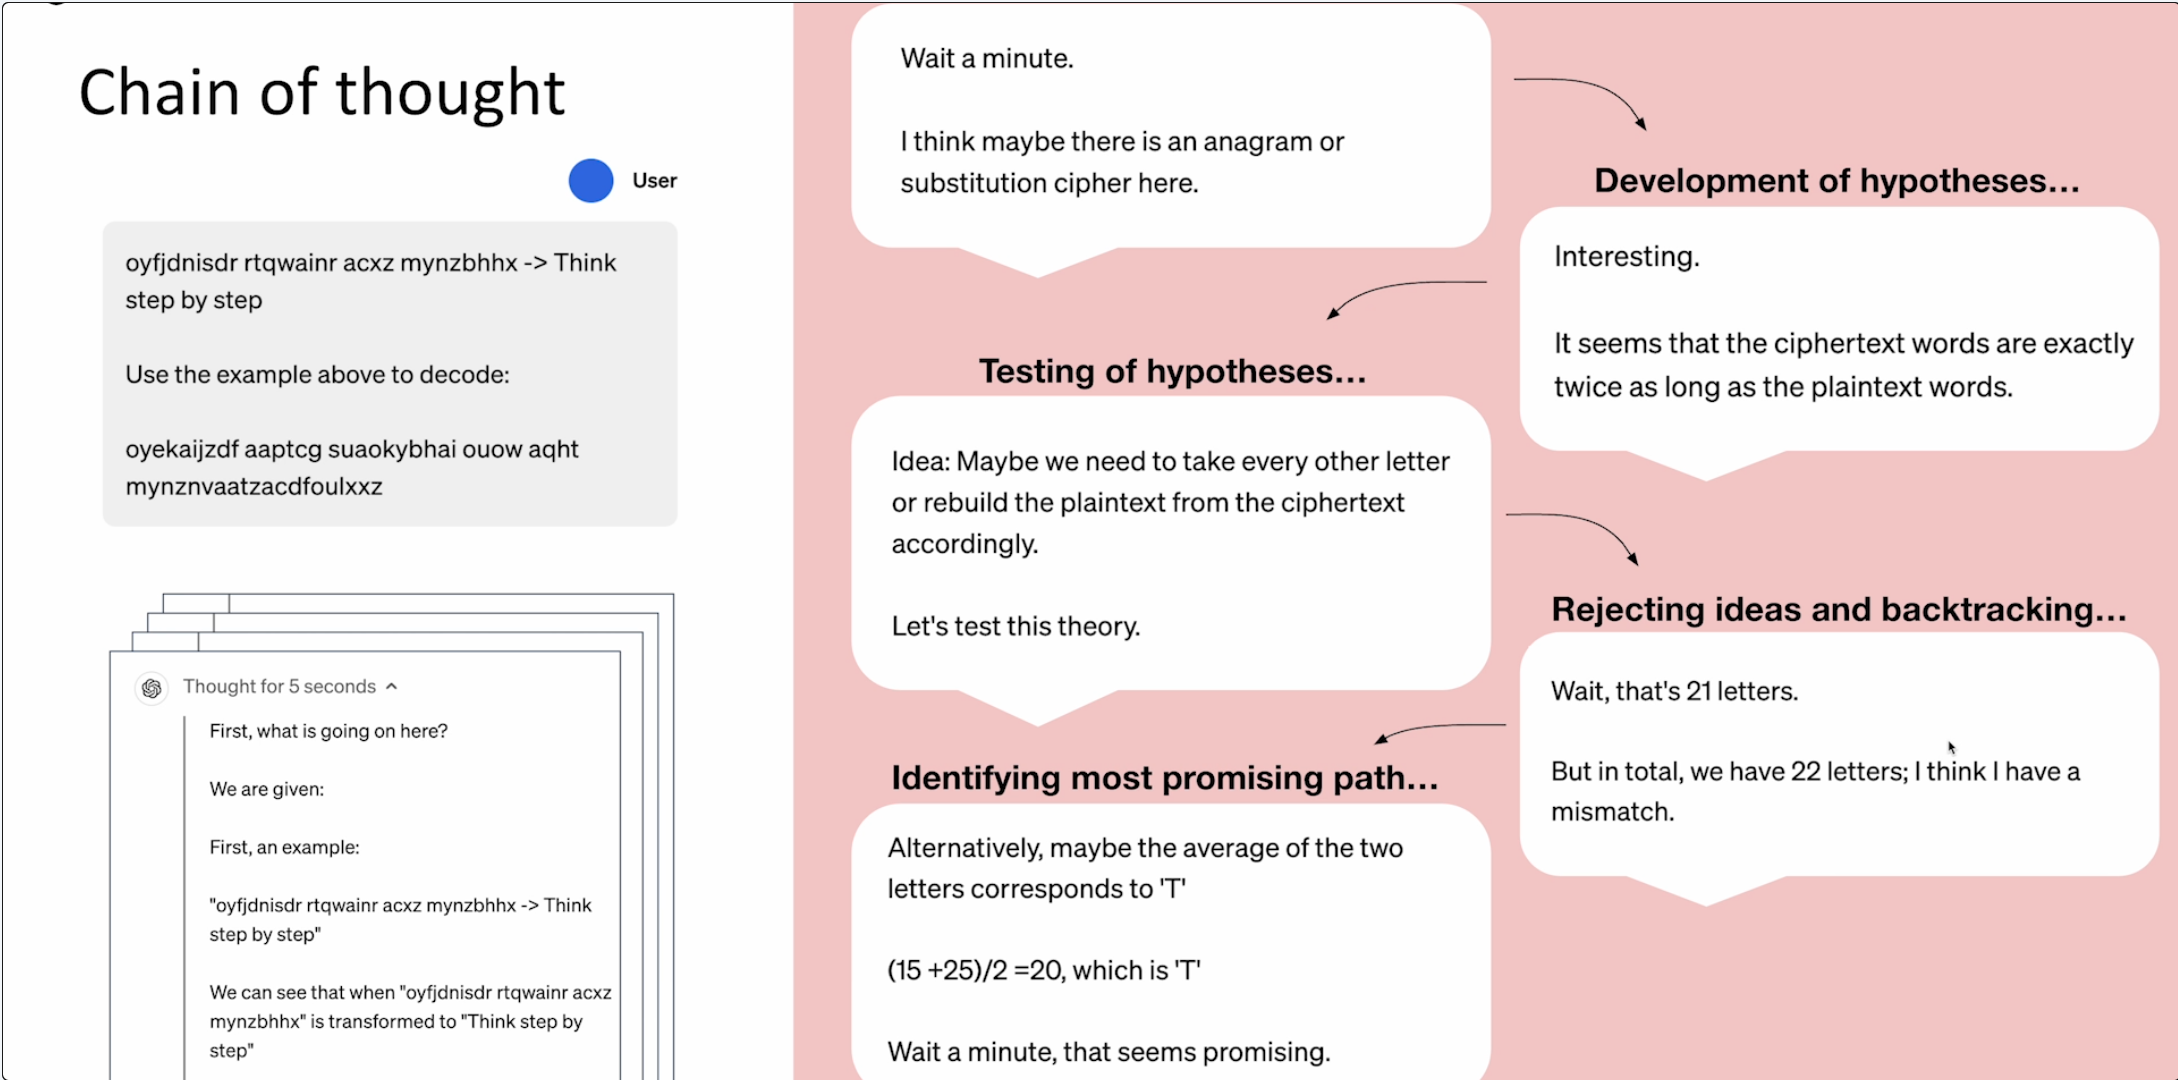 Chain of thought
User
oyfjdnisdr rtqwainr acxz mynzbhhx -> Think
step by step
Use the example above to decode:
oyekaijzdf aaptcg suaokybhai ouow aqht
mynznvaatzacdfoulxxz
Thought for 5 seconds
First, what is going on here?
We are given:
First, an example:
"oyfjdnisdr rtqwainr acxz mynzbhhx -> Think
step by step"
We can see that when "oyfjdnisdr rtqwainr acxz
mynzbhhx" is transformed to "Think step by
step"
Wait a minute.
I think maybe there is an anagram or
substitution cipher here.
Development of hypotheses...
Interesting.
It seems that the ciphertext words are exactly
twice as long as the plaintext words.
Testing of hypotheses...
Idea: Maybe we need to take every other letter
or rebuild the plaintext from the ciphertext
accordingly.
Let's test this theory.
Rejecting ideas and backtracking...
Wait, that's 21 letters.
But in total, we have 22 letters; I think I have a
mismatch.
Identifying most promising path...
Alternatively, maybe the average of the two
letters corresponds to 'T'
(15 +25)/2 =20, which is 'T'
Wait a minute, that seems promising.